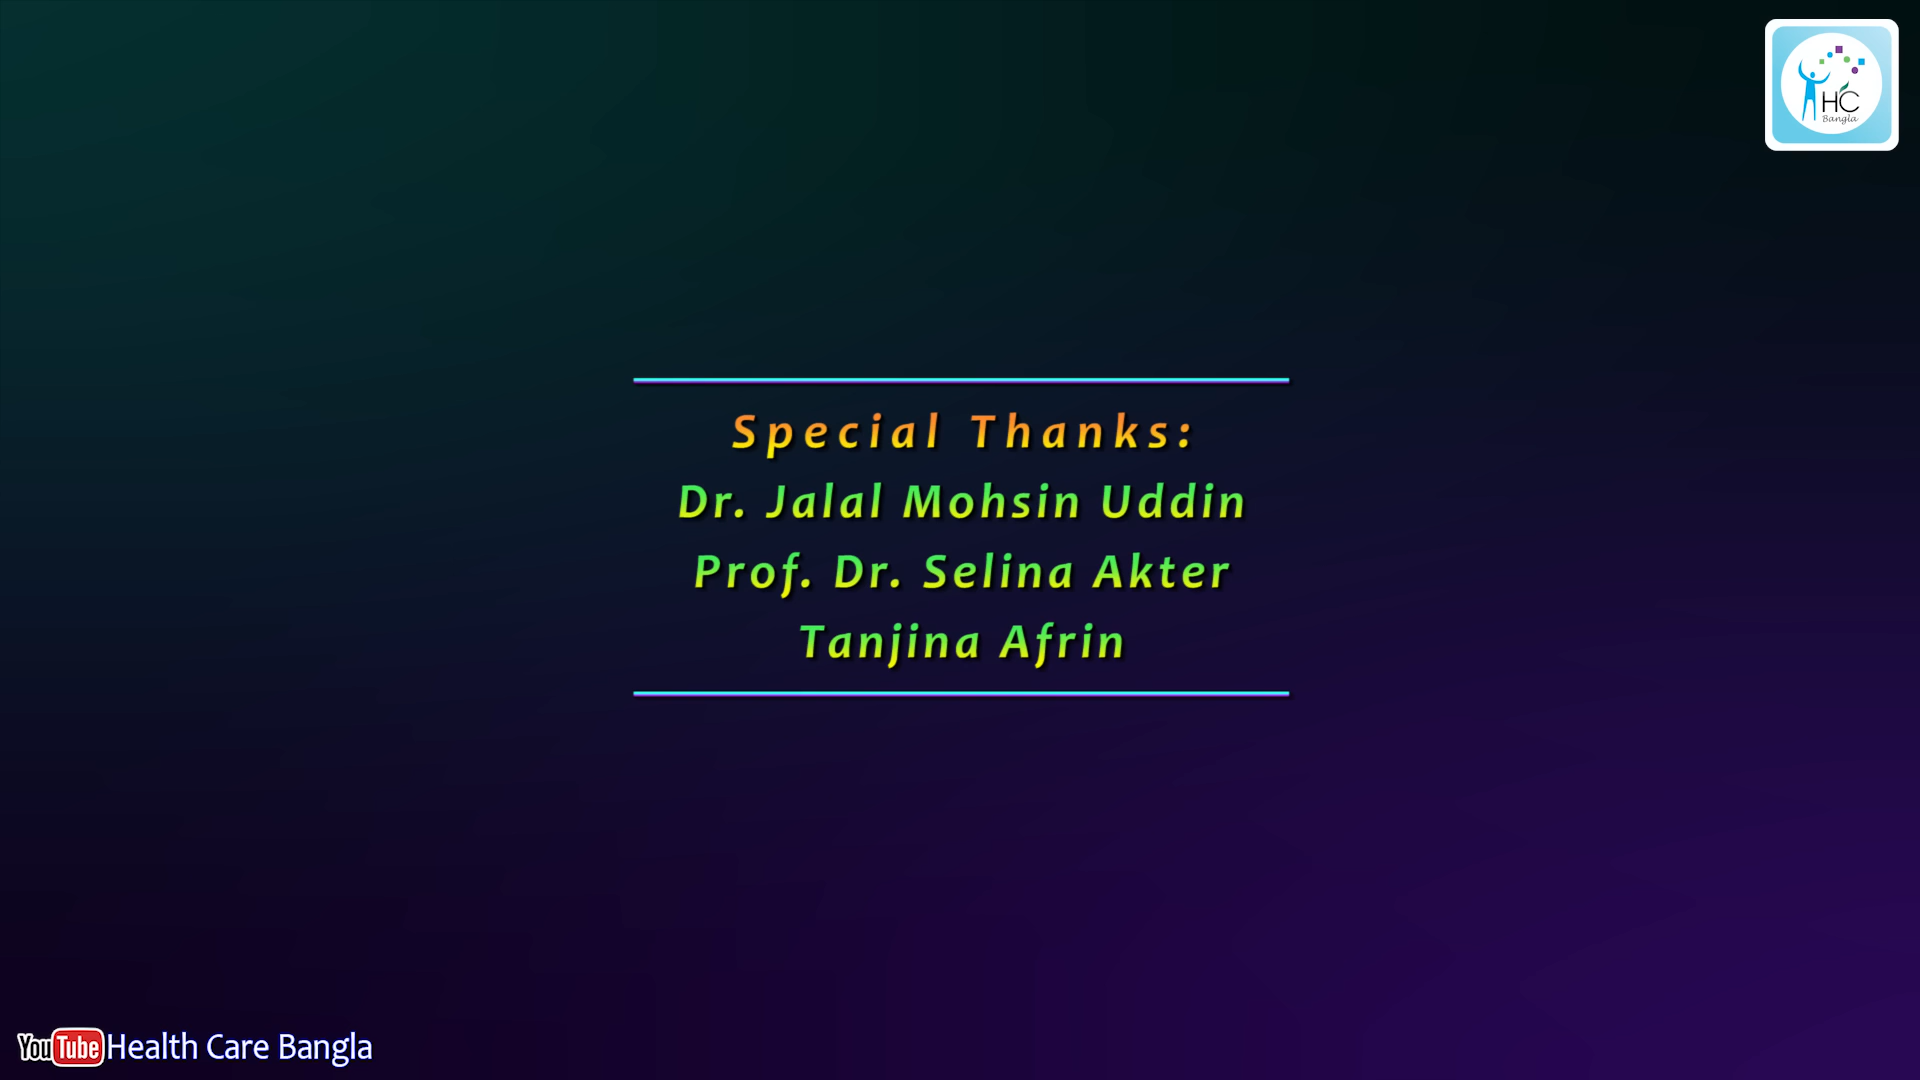 HC
Bangla
Special Thanks:
Dr. Jalal Mohsin Uddin
Prof. Dr. Selina Akter
Tanjina Afrin
YouTube Health Care Bangla